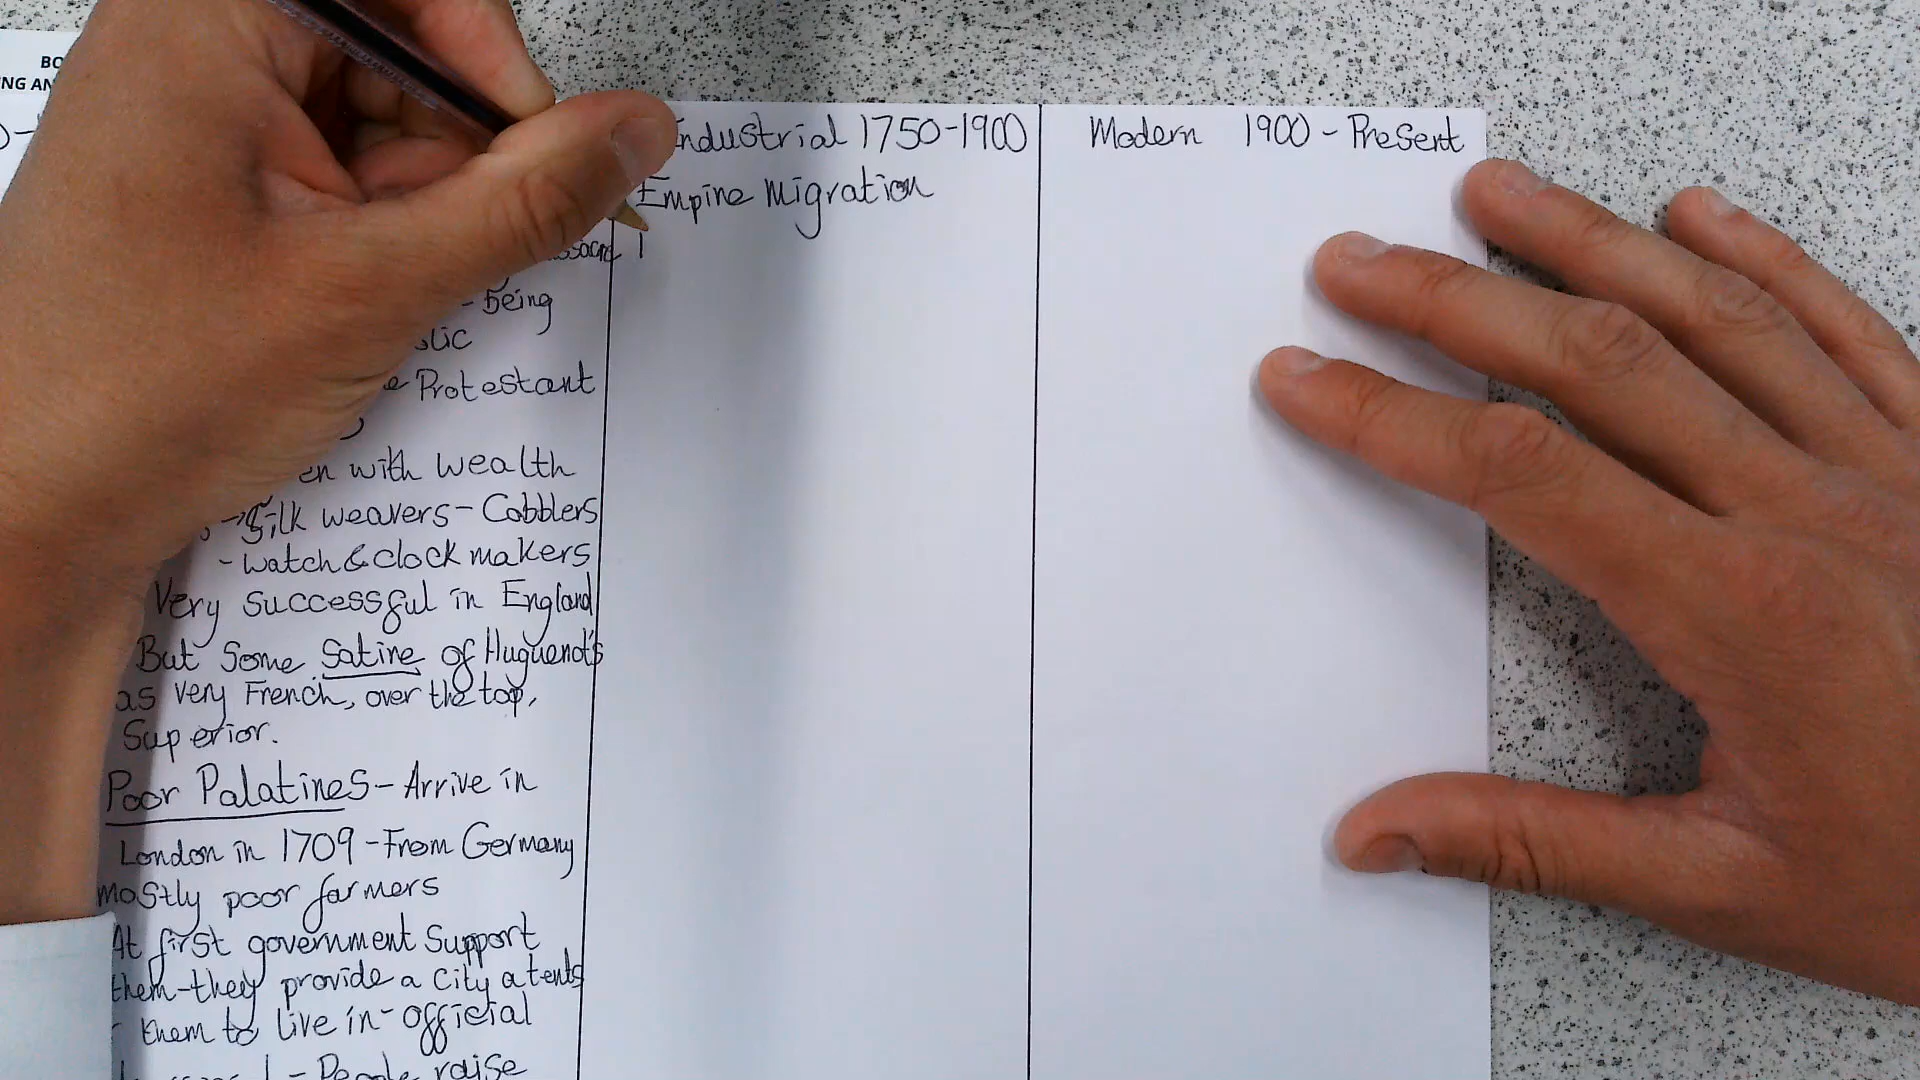 BO
NG AN
Industrial 1750-1900
Modern 1900 - Present
Empire Migration
1
- being
Protestant
with wealth
→Silk weavers - Cobblers
- watch & clock makers
Very successful in England
But Some Satire of Huguenot's
as very French, over the top,
Superior.
Poor Palatines - Arrive in
London in 1709 - From Germany
mostly poor farmers
At first government Support
them - they provide a City a tents
them to live in - official
- People raise